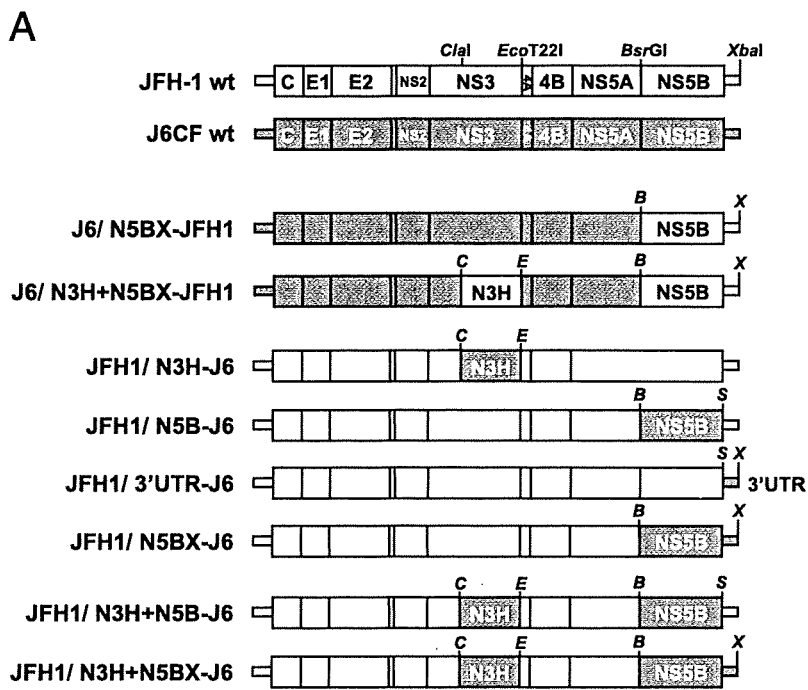 A
ClaI EcoT22I BsrGI XbaI
JFH-1 wt C E1 E2 NS2 NS3 4B NS5A NS5B
J6CF wt C E1 E2 NS2 NS3 4B NS5A NS5B
B X
J6/ N5BX-JFH1 NS5B
C E B X
J6/ N3H+N5BX-JFH1 N3H NS5B
C E
JFH1/ N3H-J6 N3H
B S
JFH1/ N5B-J6 NS5B
S X
JFH1/ 3'UTR-J6 3'UTR
B X
JFH1/ N5BX-J6 NS5B
C E B S
JFH1/ N3H+N5B-J6 N3H NS5B
C E B X
JFH1/ N3H+N5BX-J6 N3H NS5B